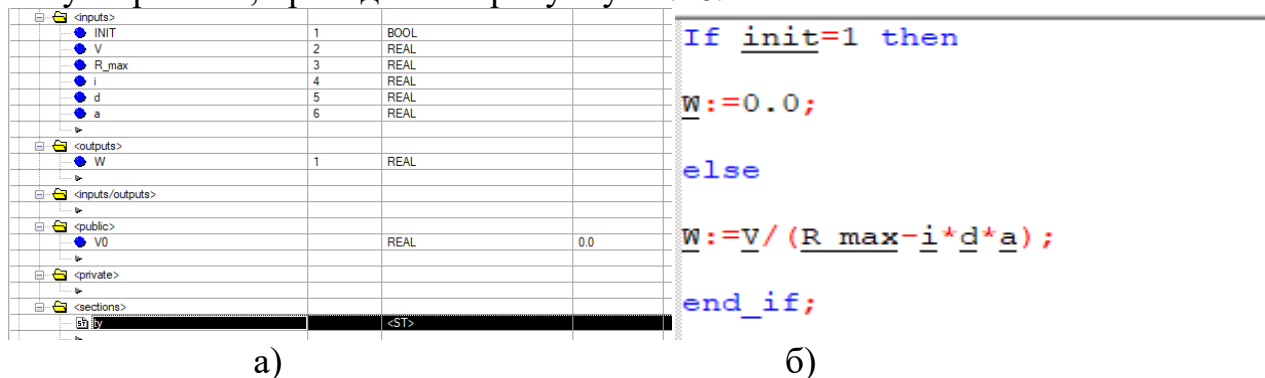 <inputs>
INIT 1 BOOL
V 2 REAL
R_max 3 REAL
i 4 REAL
d 5 REAL
a 6 REAL
<outputs>
W 1 REAL
<inputs/outputs>
<public>
V0 REAL 0.0
<private>
<sections>
ty <ST>
If init=1 then
W:=0.0;
else
W:=V/(R_max-i*d*a);
end_if;
а) б)